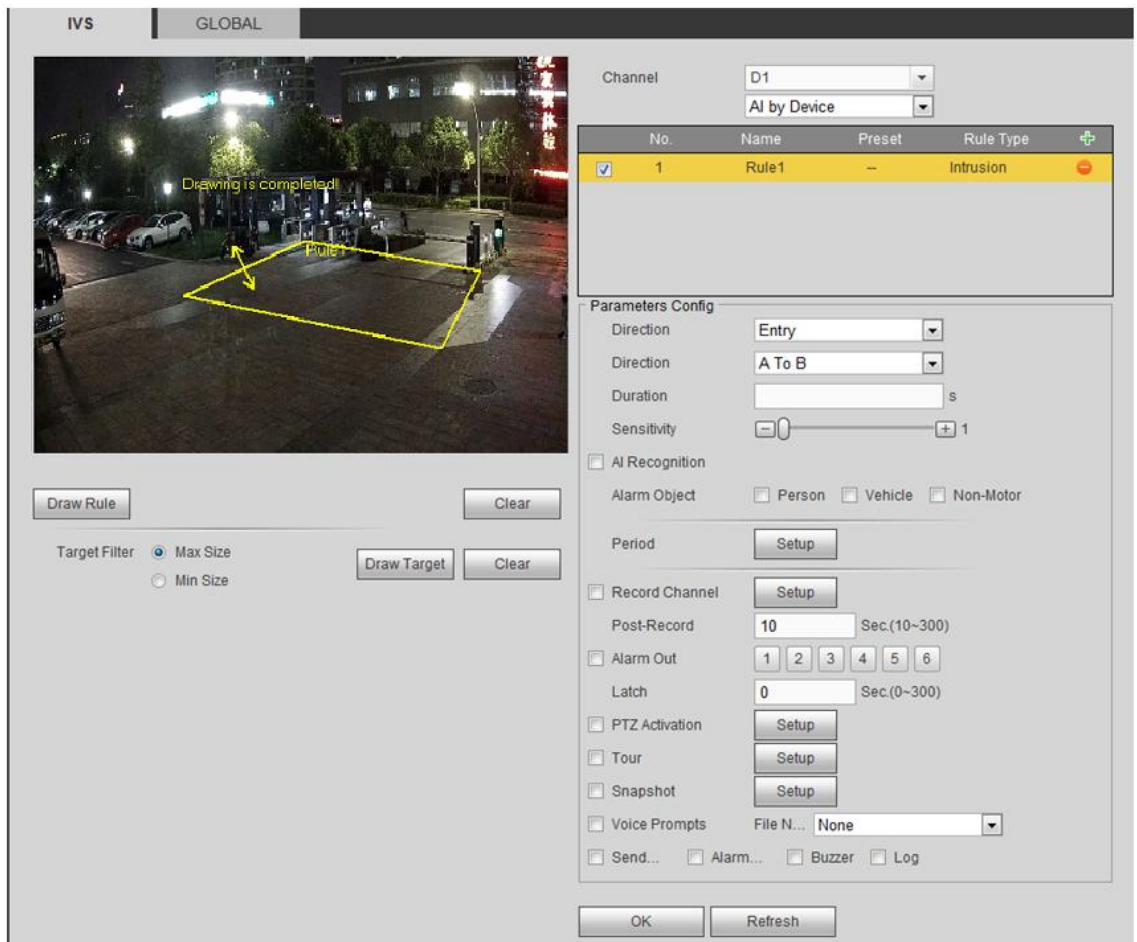 IVS GLOBAL
Drawing is completed!
Rule1
Draw Rule Clear
Target Filter Max Size
Min Size
Draw Target Clear
Channel D1
AI by Device
No. Name Preset Rule Type
1 Rule1 -- Intrusion
Parameters Config
Direction Entry
Direction A To B
Duration s
Sensitivity 1
AI Recognition
Alarm Object Person Vehicle Non-Motor
Period Setup
Record Channel Setup
Post-Record 10 Sec.(10~300)
Alarm Out 1 2 3 4 5 6
Latch 0 Sec.(0~300)
PTZ Activation Setup
Tour Setup
Snapshot Setup
Voice Prompts File N... None
Send... Alarm... Buzzer Log
OK Refresh